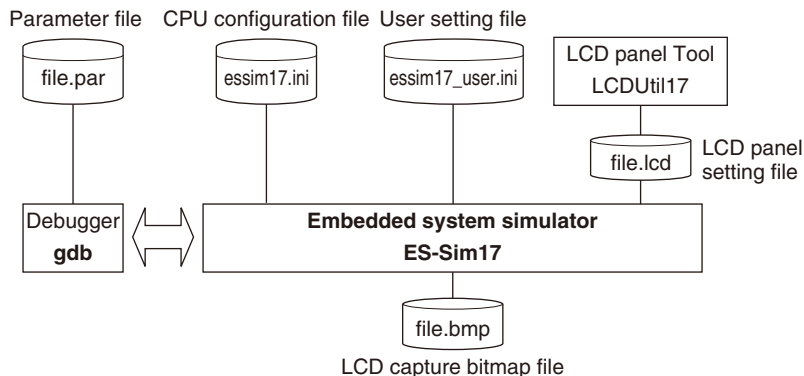 Parameter file
CPU configuration file
User setting file
file.par
essim17.ini
essim17_user.ini
LCD panel Tool
LCDUtil17
file.lcd
LCD panel
setting file
Debugger
gdb
Embedded system simulator
ES-Sim17
file.bmp
LCD capture bitmap file